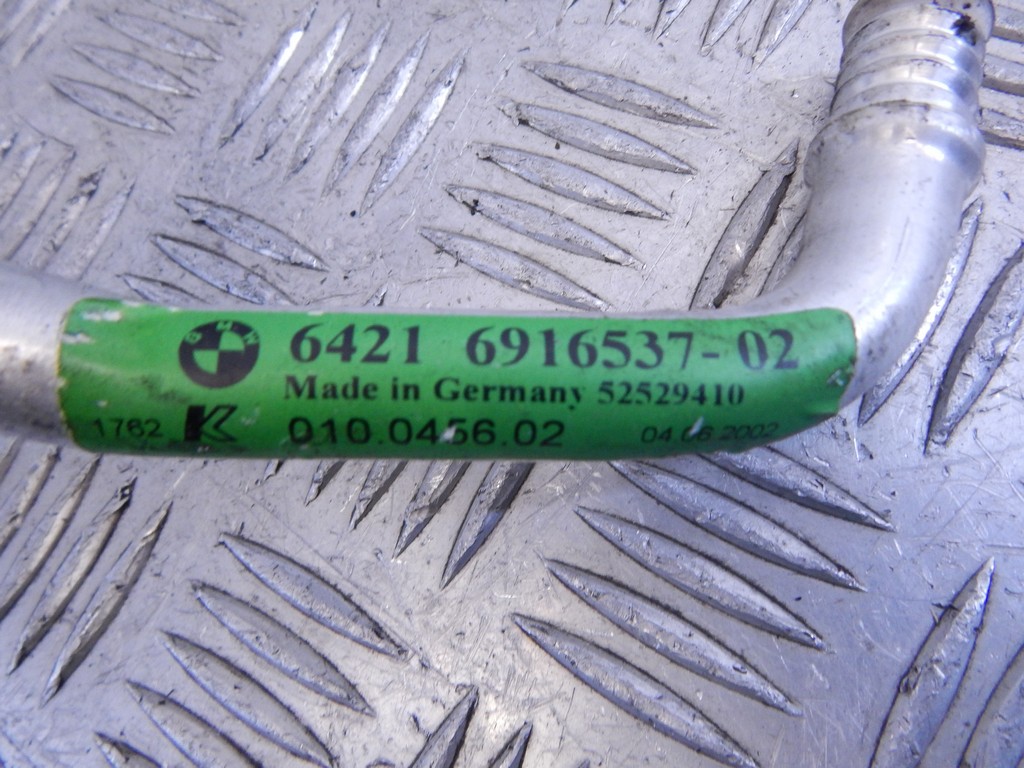 BMW 6421 6916537-02
Made in Germany 52529410
1762 K 010.0456.02 04.06.2002